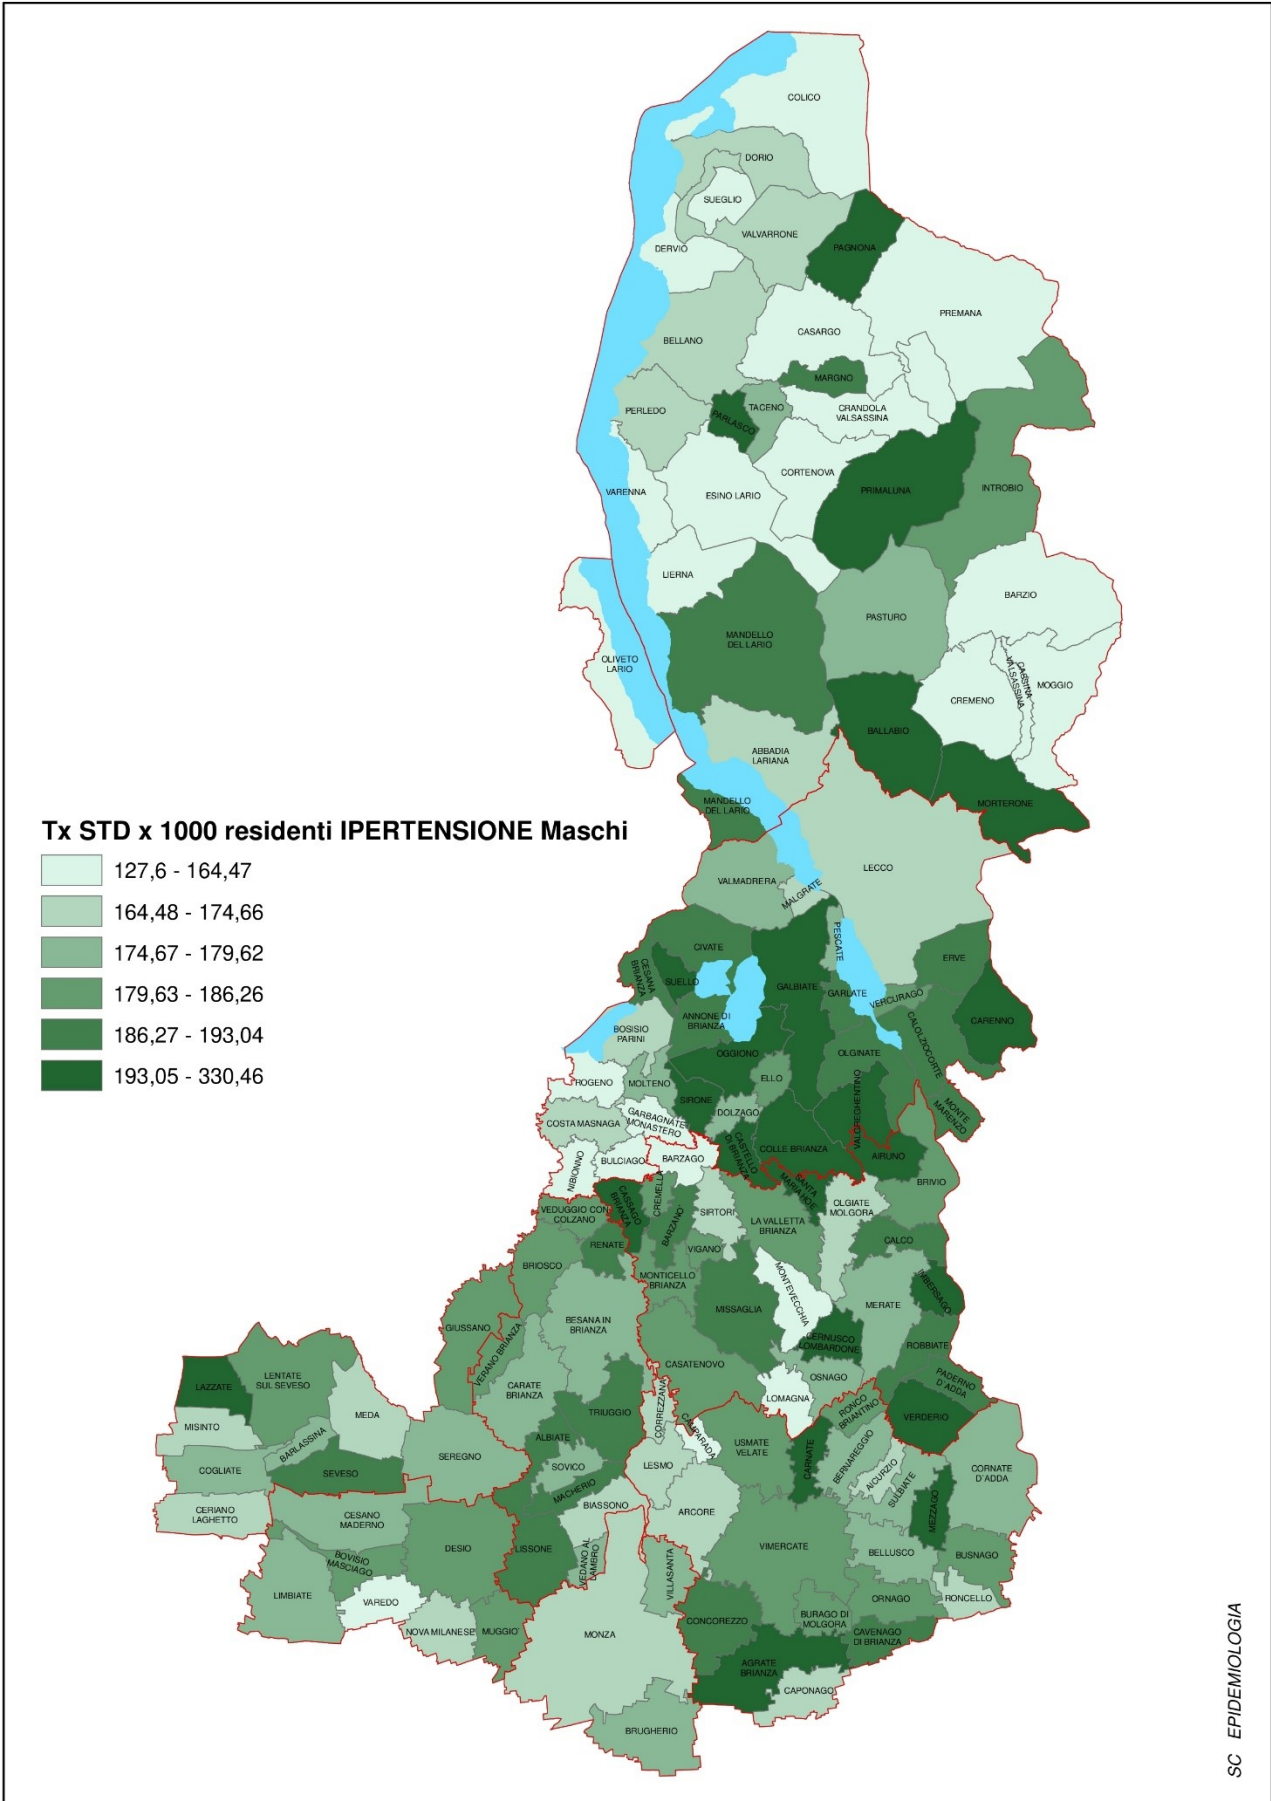 COLICO
DORIO
SUEGLIO
VALVARRONE
DERVIO
PAGNONA
PREMANA
CASARGO
BELLANO
MARGNO
PERLEDO
PARLASCO
TACENO
CRANDOLA
VALSASSINA
CORTENOVA
VARENNA
ESINO LARIO
PRIMALUNA
INTROBIO
LIERNA
BARZIO
PASTURO
MANDELLO
DEL LARIO
OLIVETO
LARIO
CASSINA
VALSASSINA
MOGGIO
CREMENO
BALLABIO
ABBADIA
LARIANA
MORTERONE
MANDELLO
DEL LARIO
Tx STD x 1000 residenti IPERTENSIONE Maschi
127,6 - 164,47
164,48 - 174,66
174,67 - 179,62
179,63 - 186,26
186,27 - 193,04
193,05 - 330,46
LECCO
VALMADRERA
MALGRATE
PESCATE
CIVATE
ERVE
CESANA
BRIANZA
SUELLO
GALBIATE
GARLATE
VERCURAGO
CARENNO
ANNONE DI
BRIANZA
BOSISIO
PARINI
CALOLZIOCORTE
OGGIONO
OLGINATE
ROGENO
MOLTENO
ELLO
SIRONE
VALGREGHENTINO
MONTE
MARENZO
DOLZAGO
GARBAGNATE
MONASTERO
COSTA MASNAGA
CASTELLO
DI BRIANZA
COLLE BRIANZA
AIRUNO
NIBIONNO
BULCIAGO
BARZAGO
BRIVIO
SANTA
MARIA HOE'
CASSAGO
BRIANZA
CREMELLA
BARZANO'
SIRTORI
OLGIATE
MOLGORA
VEDUGGIO CON
COLZANO
LA VALLETTA
BRIANZA
RENATE
VIGANO
CALCO
BRIOSCO
MONTICELLO
BRIANZA
MONTEVECCHIA
IMBERSAGO
MISSAGLIA
MERATE
GIUSSANO
VERANO BRIANZA
BESANA IN
BRIANZA
CERNUSCO
LOMBARDONE
ROBBIATE
CASATENOVO
OSNAGO
PADERNO
D'ADDA
LAZZATE
LENTATE
SUL SEVESO
CARATE
BRIANZA
CORREZZANA
LOMAGNA
RONCO
BRIANTINO
VERDERIO
TRIUGGIO
MEDA
MISINTO
CAMPARADA
USMATE
VELATE
CARNATE
BERNAREGGIO
BARLASSINA
ALBIATE
SEREGNO
COGLIATE
SEVESO
SOVICO
LESMO
AICURZIO
SULBIATE
CORNATE
D'ADDA
MACHERIO
BIASSONO
ARCORE
MEZZAGO
CERIANO
LAGHETTO
CESANO
MADERNO
DESIO
LISSONE
VIMERCATE
BELLUSCO
BUSNAGO
BOVISIO
MASCIAGO
VEDANO AL
LAMBRO
VILLASANTA
LIMBIATE
VAREDO
ORNAGO
RONCELLO
BURAGO DI
MOLGORA
CONCOREZZO
NOVA MILANESE
MUGGIO'
MONZA
CAVENAGO
DI BRIANZA
AGRATE
BRIANZA
CAPONAGO
BRUGHERIO
SC EPIDEMIOLOGIA